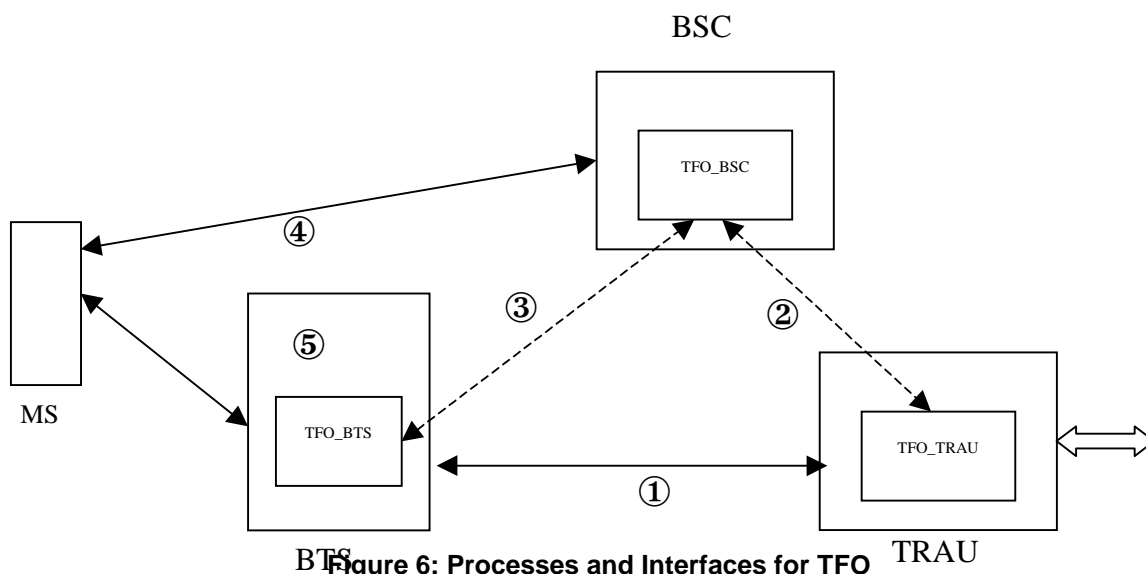 BSC
TFO_BSC
④
③
②
⑤
MS
TFO_BTS
TFO_TRAU
①
BTS
TRAU
Figure 6: Processes and Interfaces for TFO